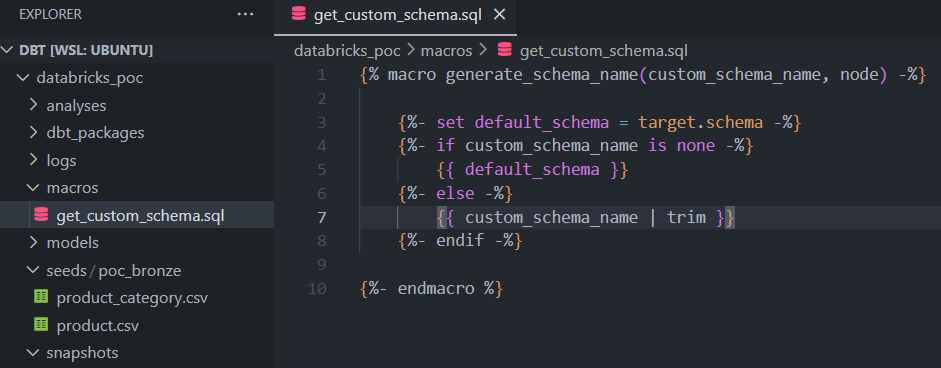 EXPLORER
...
DBT [WSL: UBUNTU]
databricks_poc
analyses
dbt_packages
logs
macros
get_custom_schema.sql
models
seeds / poc_bronze
product_category.csv
product.csv
snapshots
get_custom_schema.sql
databricks_poc > macros > get_custom_schema.sql
1 {% macro generate_schema_name(custom_schema_name, node) -%}
2
3 {%- set default_schema = target.schema -%}
4 {%- if custom_schema_name is none -%}
5 {{ default_schema }}
6 {%- else -%}
7 {{ custom_schema_name | trim }}
8 {%- endif -%}
9
10 {%- endmacro %}